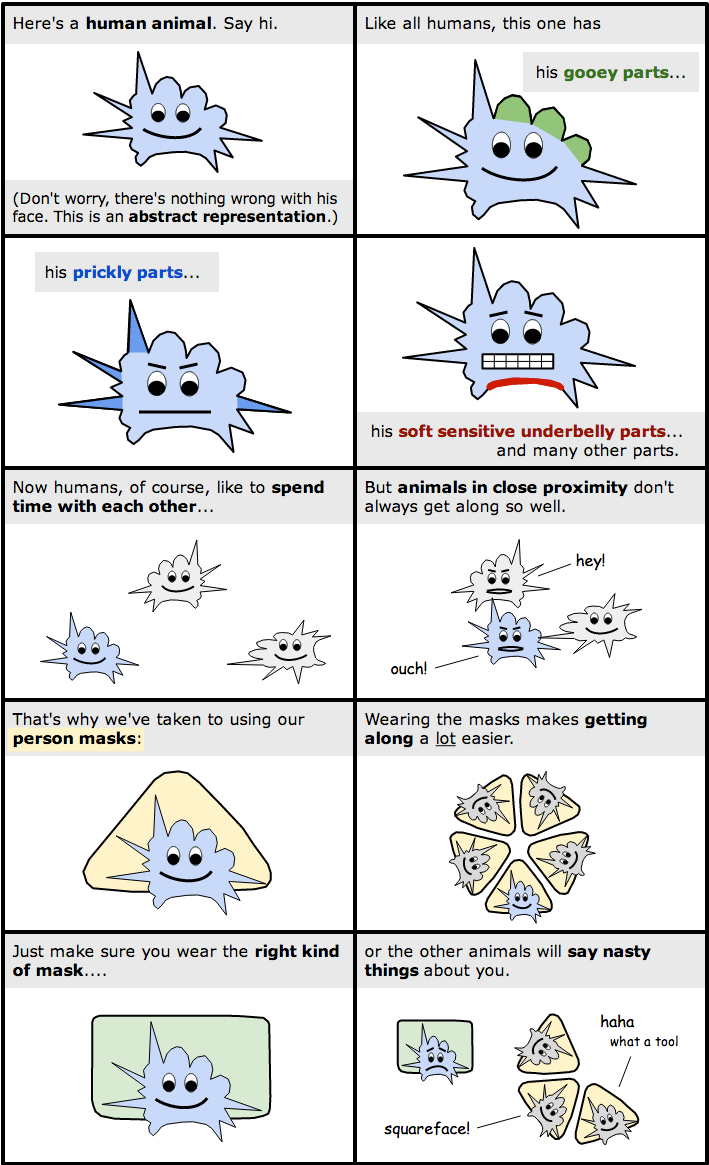 Here's a human animal. Say hi.
(Don't worry, there's nothing wrong with his
face. This is an abstract representation.)
Like all humans, this one has
his gooey parts...
his prickly parts...
his soft sensitive underbelly parts...
and many other parts.
Now humans, of course, like to spend
time with each other...
But animals in close proximity don't
always get along so well.
hey!
ouch!
That's why we've taken to using our
person masks:
Wearing the masks makes getting
along a lot easier.
Just make sure you wear the right kind
of mask....
or the other animals will say nasty
things about you.
haha
what a tool
squareface!